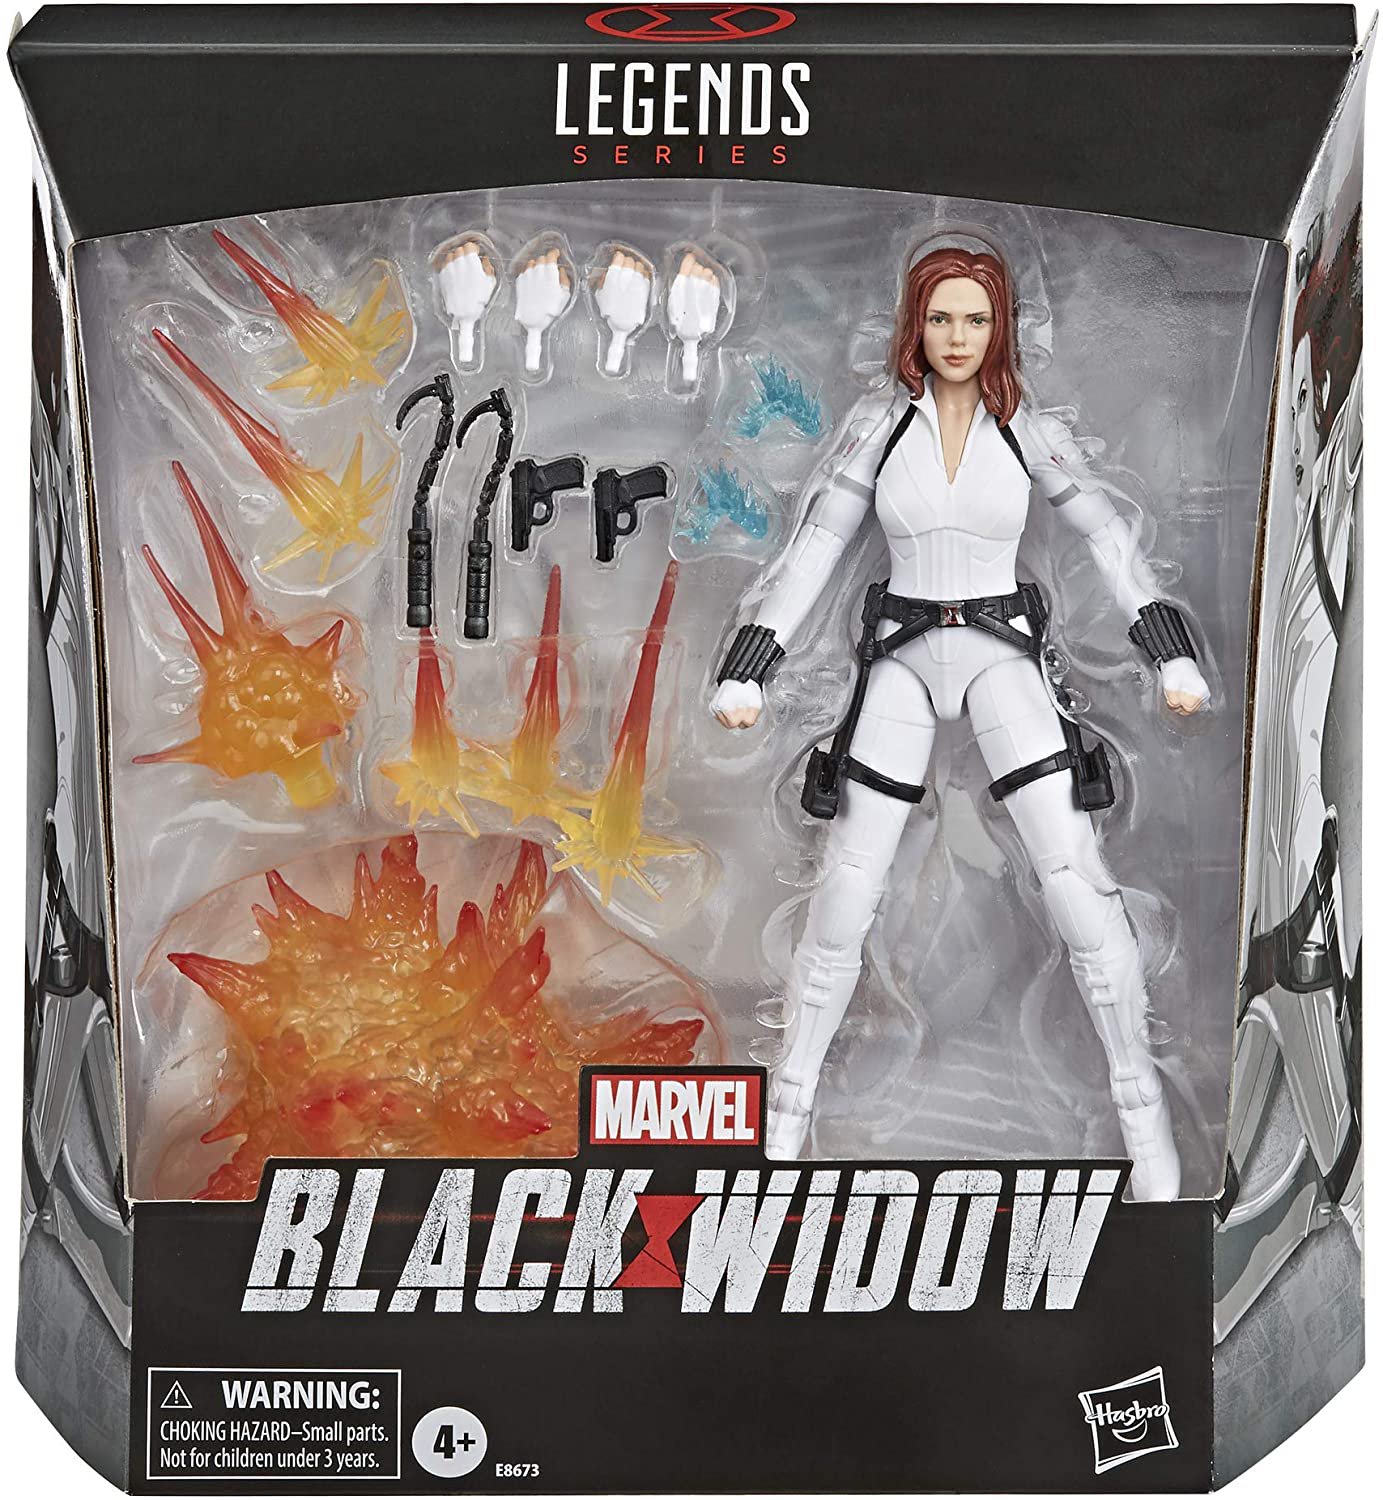 LEGENDS
SERIES
MARVEL
BLACK WIDOW
WARNING:
CHOKING HAZARD–Small parts.
Not for children under 3 years.
4+
E8673
Hasbro